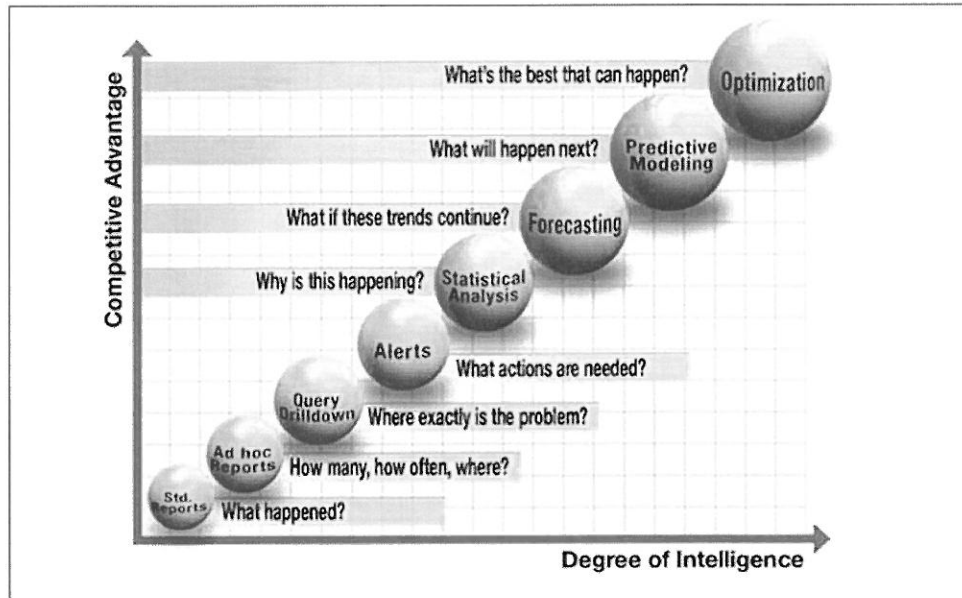 Competitive Advantage
What's the best that can happen?
Optimization
What will happen next?
Predictive
Modeling
What if these trends continue?
Forecasting
Why is this happening?
Statistical
Analysis
Alerts
What actions are needed?
Query
Drilldown
Where exactly is the problem?
Ad hoc
Reports
How many, how often, where?
Std.
Reports
What happened?
Degree of Intelligence